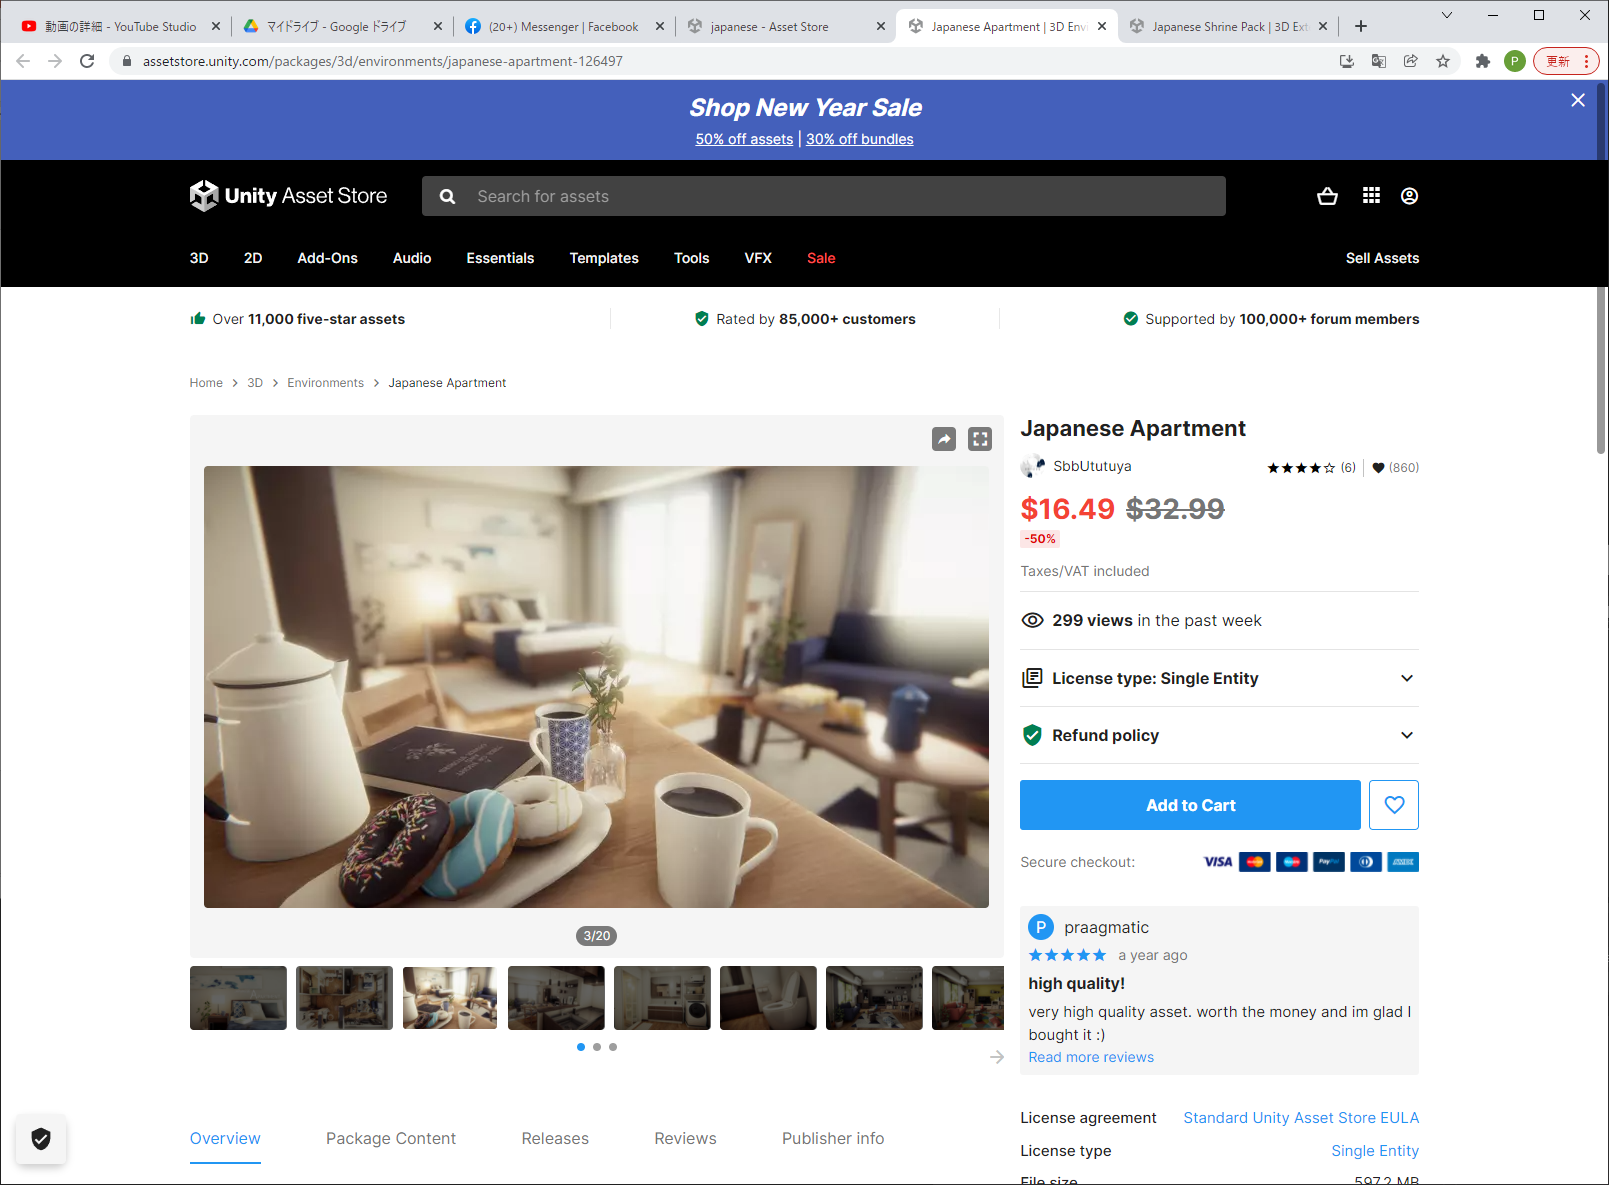 動画の詳細 - YouTube Studio
マイドライブ - Google ドライブ
(20+) Messenger | Facebook
japanese - Asset Store
Japanese Apartment | 3D Envi
Japanese Shrine Pack | 3D Ext
assetstore.unity.com/packages/3d/environments/japanese-apartment-126497
P
更新
Shop New Year Sale
50% off assets | 30% off bundles
Unity Asset Store
Search for assets
3D 2D Add-Ons Audio Essentials Templates Tools VFX Sale Sell Assets
Over 11,000 five-star assets
Rated by 85,000+ customers
Supported by 100,000+ forum members
Home > 3D > Environments > Japanese Apartment
Japanese Apartment
SbbUtutuya
(6) (860)
$16.49 $32.99
-50%
Taxes/VAT included
299 views in the past week
License type: Single Entity
Refund policy
Add to Cart
Secure checkout:
VISA
PayPal
AMEX
3/20
P praagmatic
a year ago
high quality!
very high quality asset. worth the money and im glad I
bought it :)
Read more reviews
Overview Package Content Releases Reviews Publisher info
License agreement Standard Unity Asset Store EULA
License type Single Entity
File size 597.2 MB